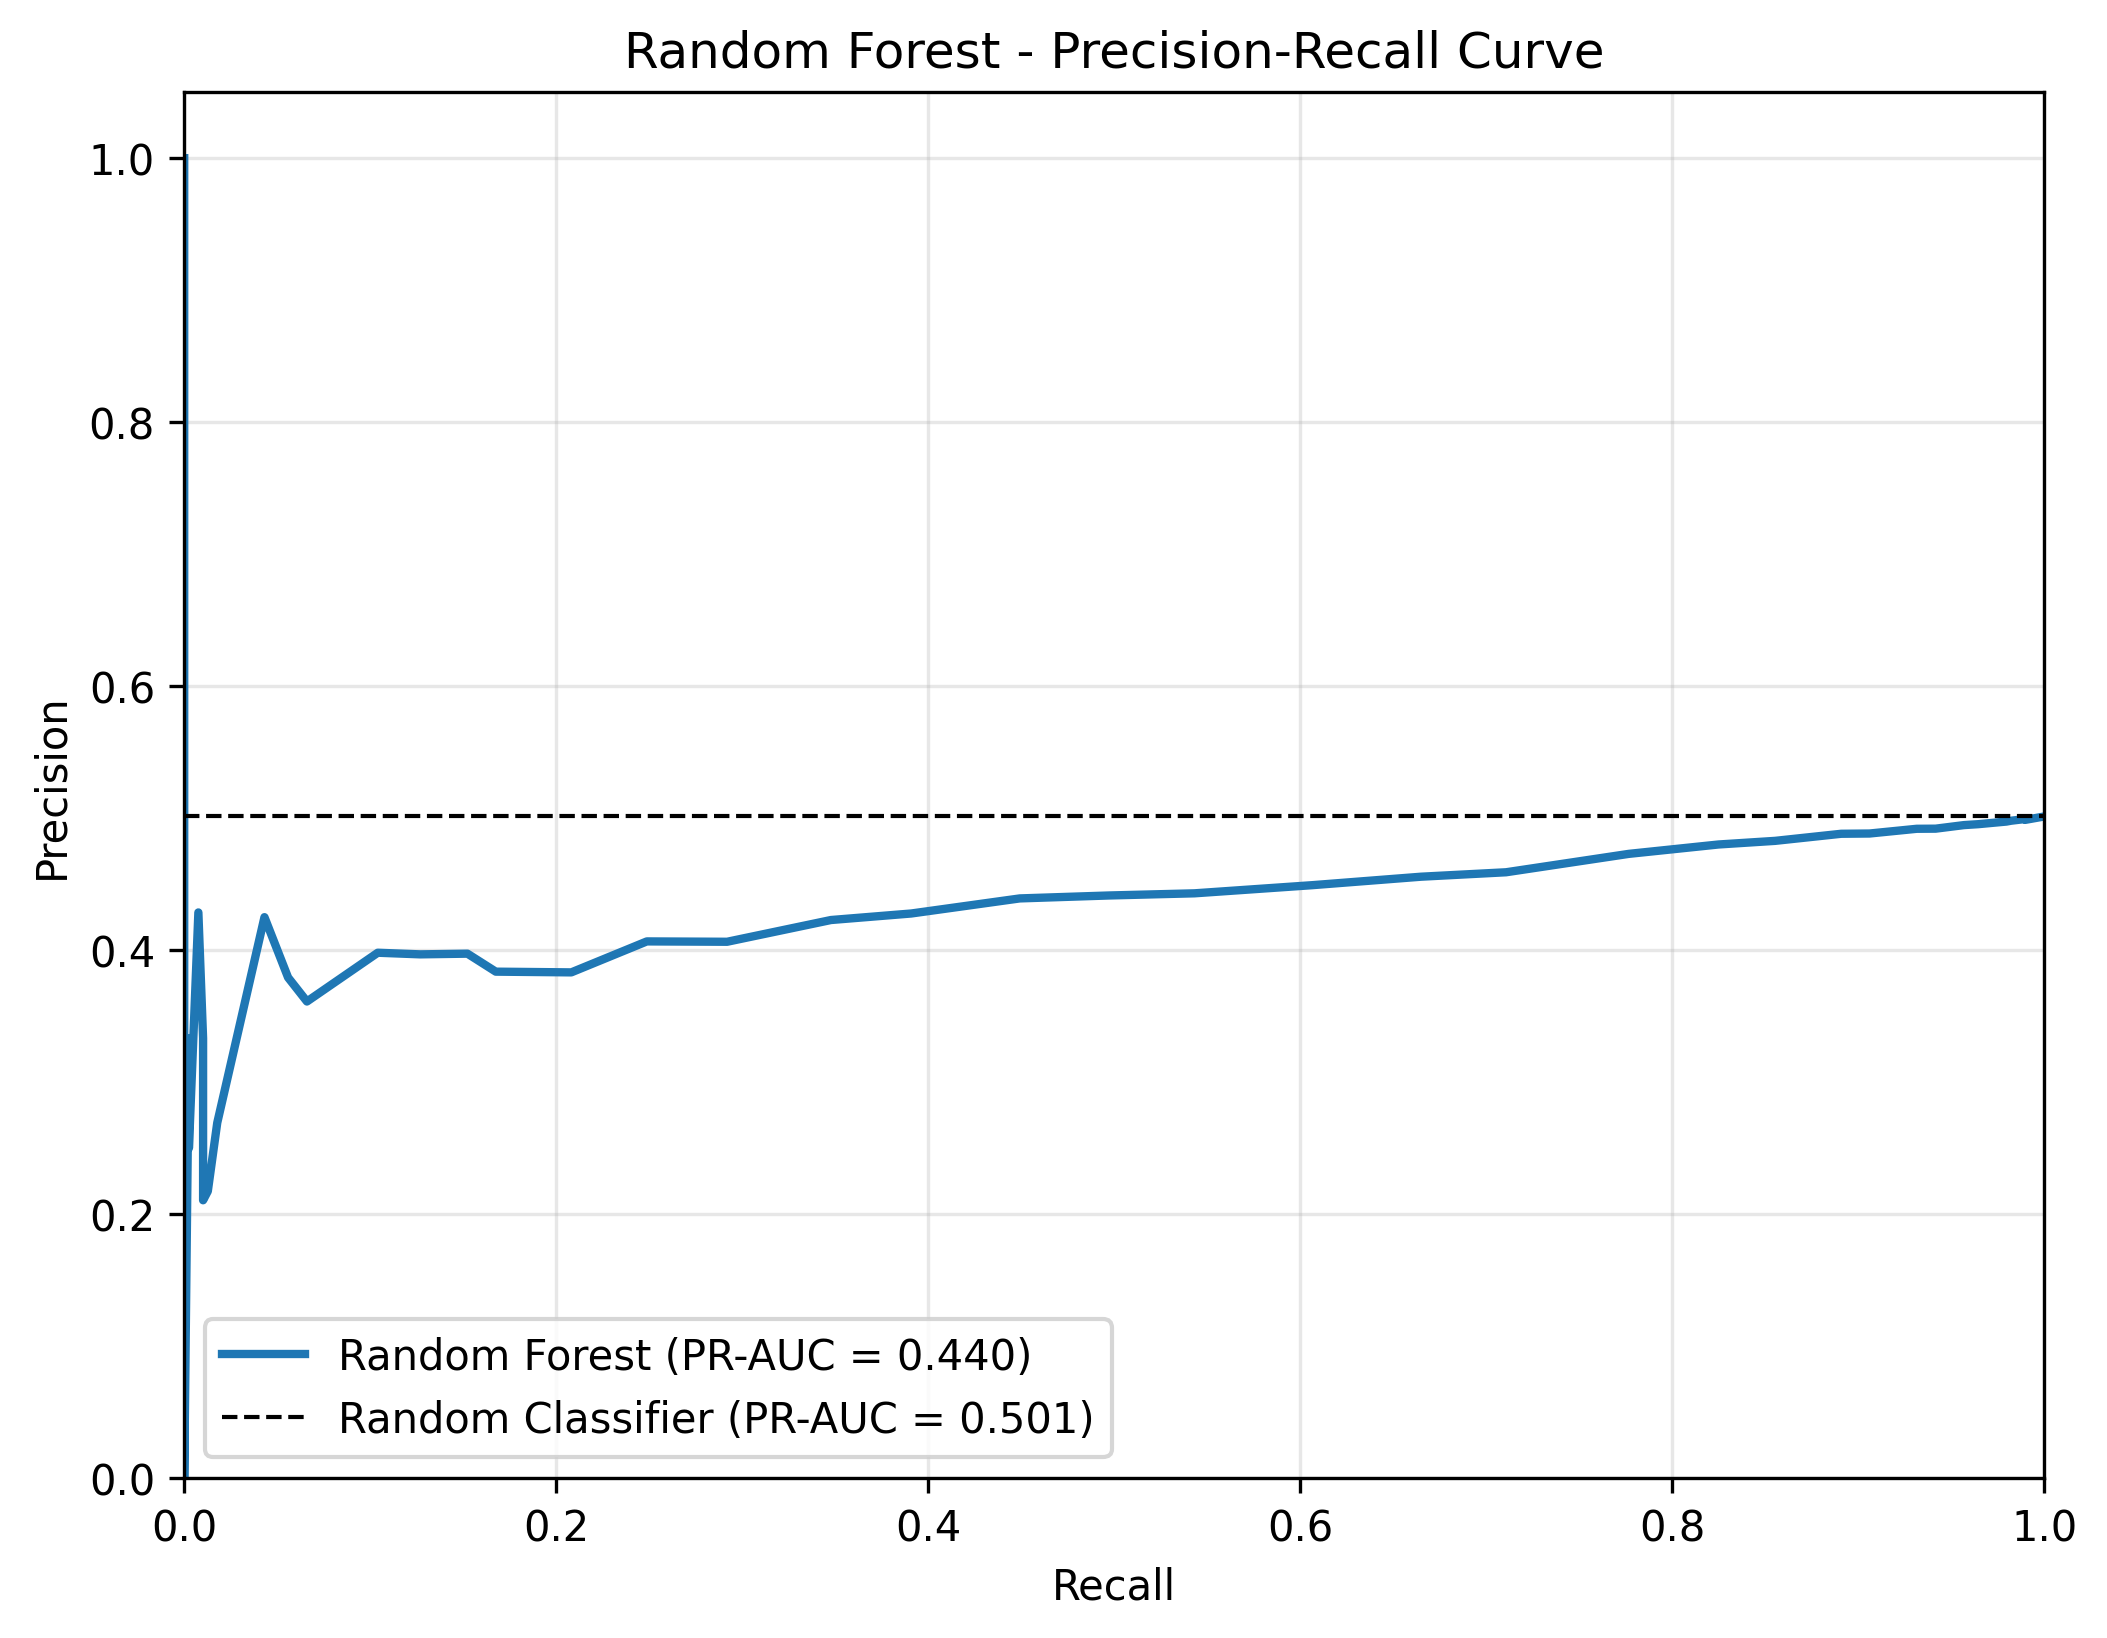 Random Forest - Precision-Recall Curve
Precision
1.0
0.8
0.6
0.4
0.2
0.0
Random Forest (PR-AUC = 0.440)
Random Classifier (PR-AUC = 0.501)
0.0 0.2 0.4 0.6 0.8 1.0
Recall